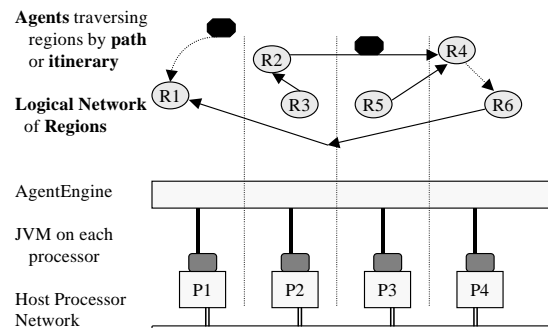 Agents traversing
regions by path
or itinerary
R1
R2
R3
R4
R5
R6
Logical Network
of Regions
AgentEngine
JVM on each
processor
P1
P2
P3
P4
Host Processor
Network